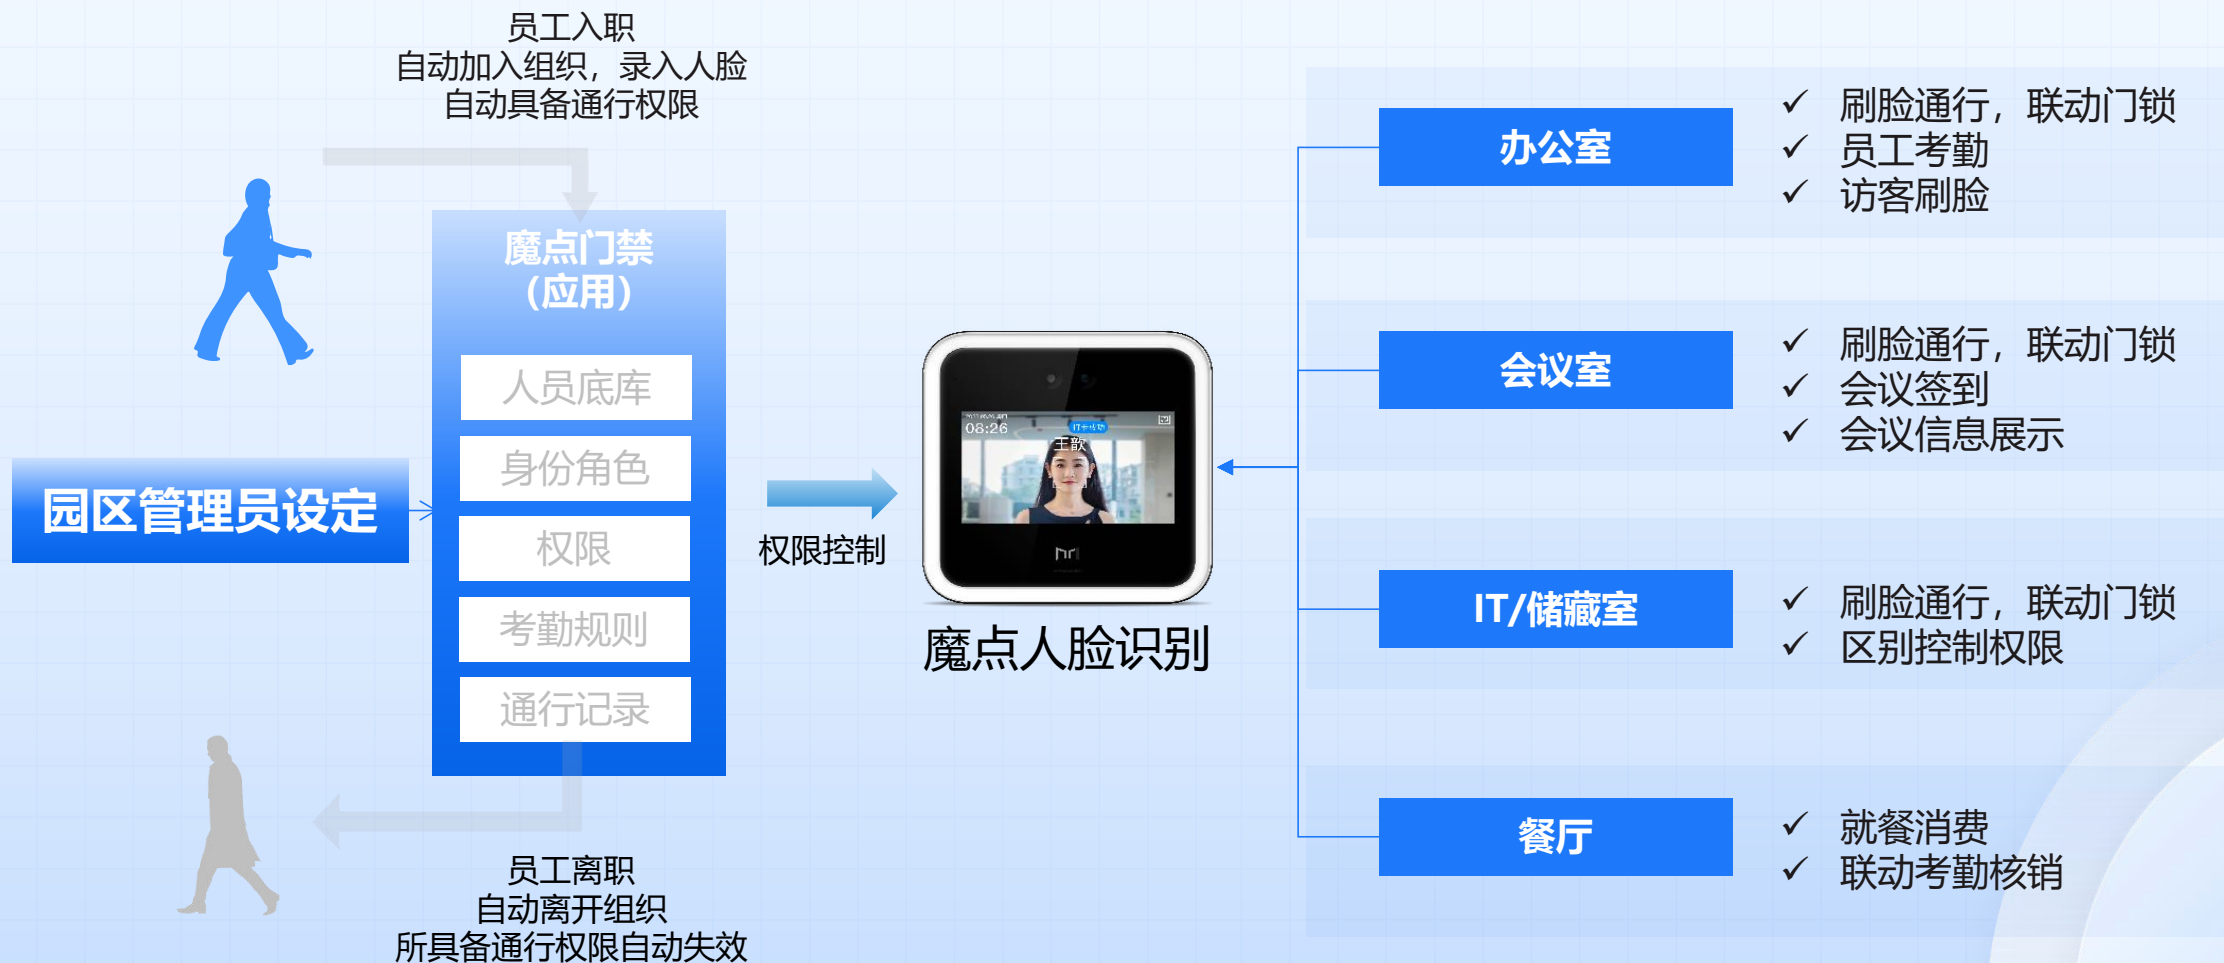 员工入职
自动加入组织，录入人脸
自动具备通行权限
魔点门禁
（应用）
人员底库
身份角色
权限
考勤规则
通行记录
园区管理员设定
员工离职
自动离开组织
所具备通行权限自动失效
权限控制
08:26
王歆
魔点人脸识别
办公室
✓ 刷脸通行，联动门锁
✓ 员工考勤
✓ 访客刷脸
会议室
✓ 刷脸通行，联动门锁
✓ 会议签到
✓ 会议信息展示
IT/储藏室
✓ 刷脸通行，联动门锁
✓ 区别控制权限
餐厅
✓ 就餐消费
✓ 联动考勤核销